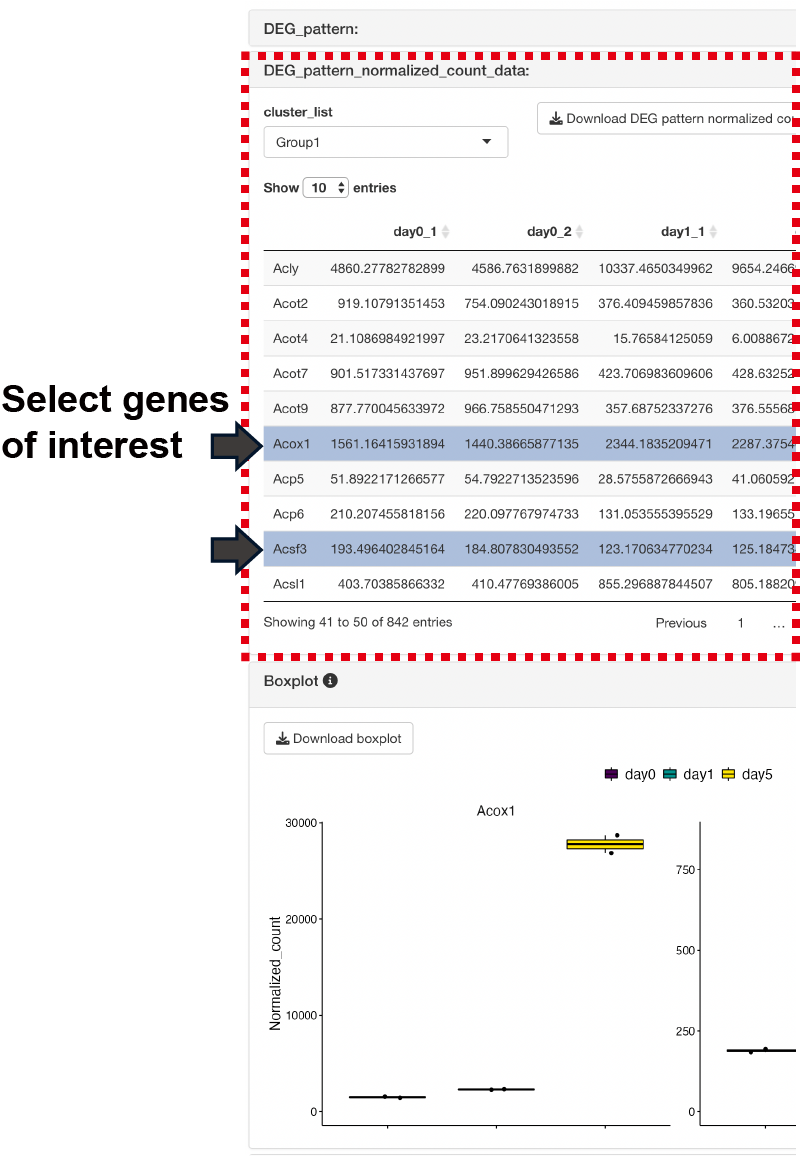 DEG_pattern:
DEG_pattern_normalized_count_data:
cluster_list
Download DEG pattern normalized co
Group1
Show 10 entries
day0_1 day0_2 day1_1
Acly 4860.27782782899 4586.7631899882 10337.4650349962 9654.2466
Acot2 919.10791351453 754.090243018915 376.409459857836 360.53203
Acot4 21.1086984921997 23.2170641323558 15.76584125059 6.0088672
Acot7 901.517331437697 951.899629426586 423.706983609606 428.63252
Acot9 877.770045633972 966.758550471293 357.68752337276 376.55568
Select genes
of interest
Acox1 1561.16415931894 1440.38665877135 2344.1835209471 2287.3754
Acp5 51.8922171266577 54.7922713523596 28.5755872666943 41.060592
Acp6 210.207455818156 220.097767974733 131.053555395529 133.19655
Acsf3 193.496402845164 184.807830493552 123.170634770234 125.18473
Acsl1 403.70385866332 410.47769386005 855.296887844507 805.18820
Showing 41 to 50 of 842 entries Previous 1 ...
Boxplot
Download boxplot
day0 day1 day5
Acox1
Normalized_count
30000
20000
10000
0
750
500
250
0